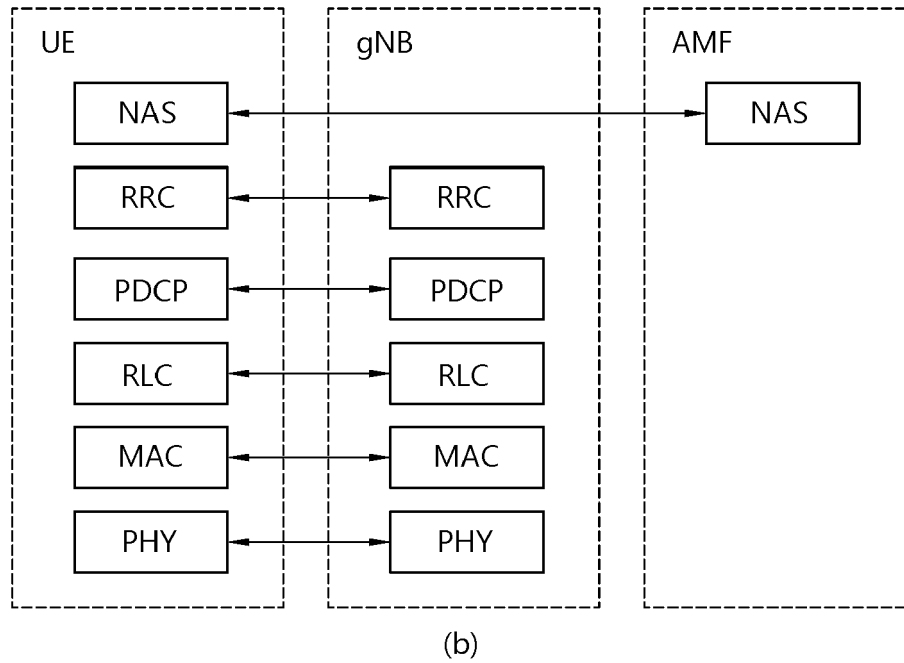 UE gNB AMF
NAS NAS
RRC RRC
PDCP PDCP
RLC RLC
MAC MAC
PHY PHY
(b)